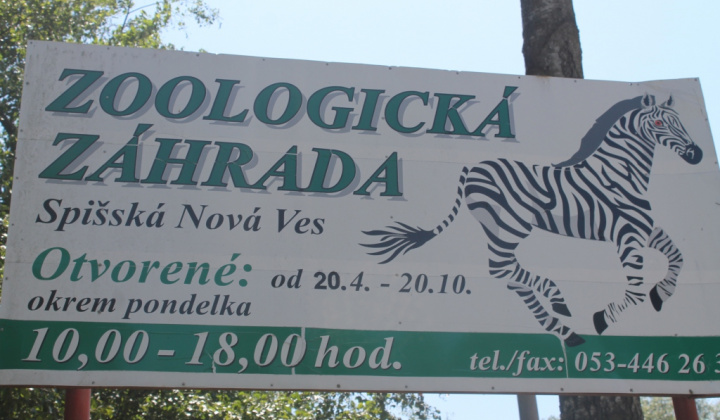 ZOOLOGICKÁ
ZÁHRADA
Spišská Nová Ves
Otvorené: od 20.4. - 20.10.
okrem pondelka
10,00 - 18,00 hod. tel./fax: 053-446 26